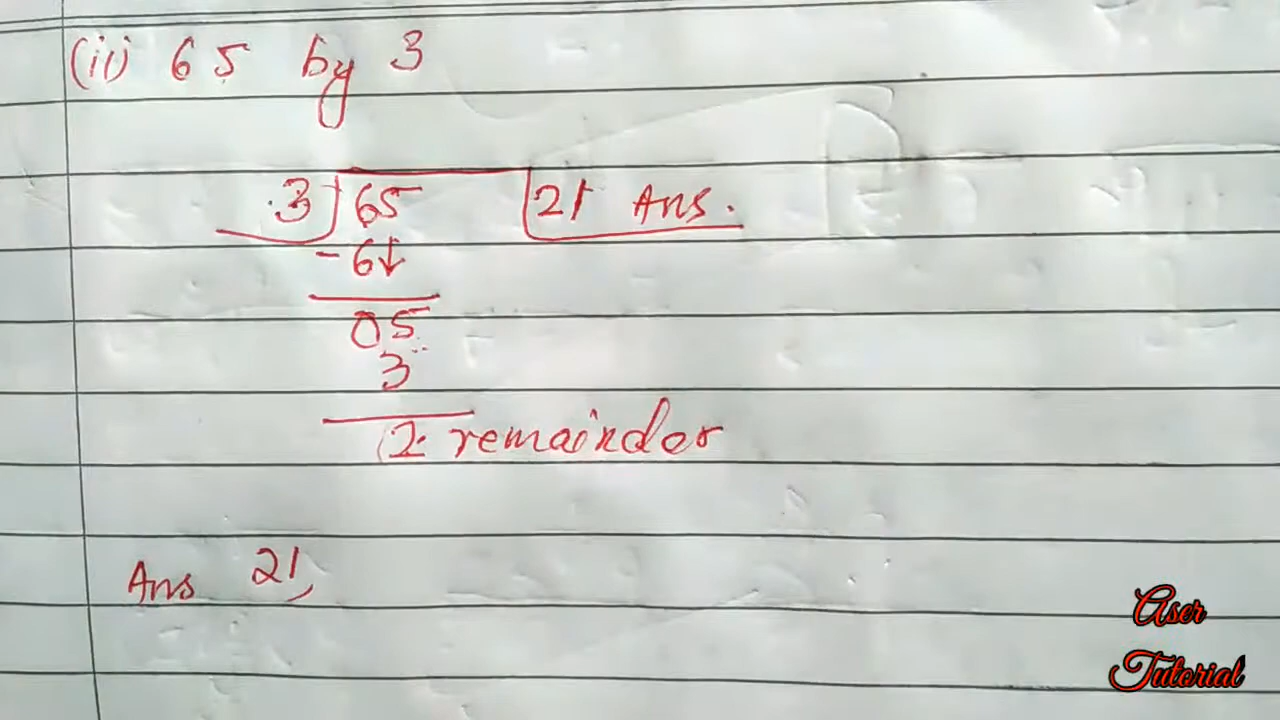 (ii) 65 by 3
3 65 21 Ans.
- 6↓
05
3
2 remainder
Ans 21,
Aser
Tutorial